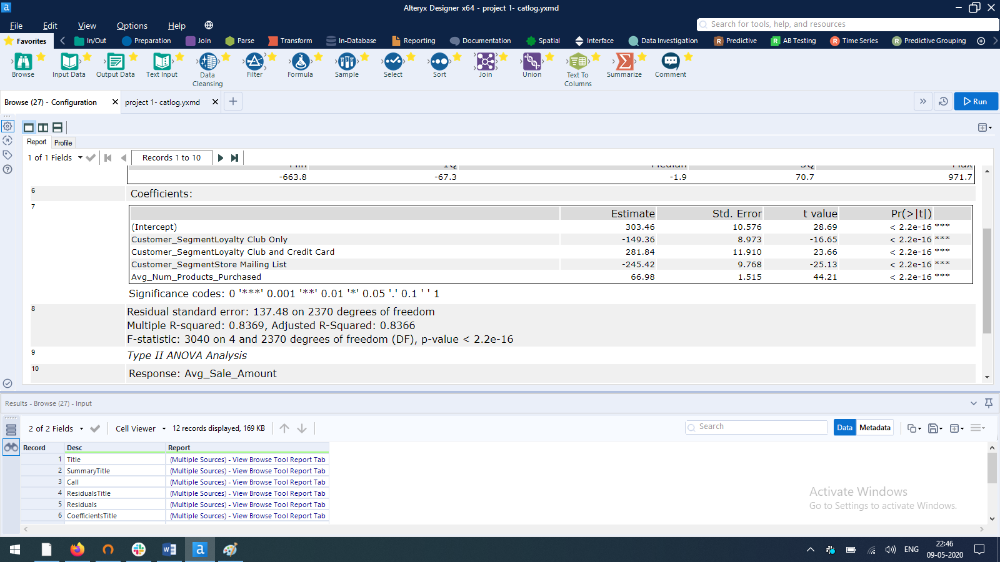 Alteryx Designer x64 - project 1- catlog.yxmd
File Edit View Options Help
Search for tools, help, and resources
Favorites In/Out Preparation Join Parse Transform In-Database Reporting Documentation Spatial Interface Data Investigation Predictive AB Testing Time Series Predictive Grouping
Browse Input Data Output Data Text Input Data Cleansing Filter Formula Sample Select Sort Join Union Text To Columns Summarize Comment
Browse (27) - Configuration project 1- catlog.yxmd Run
Report Profile
1 of 1 Fields Records 1 to 10
Min 1Q Median 3Q Max
-663.8 -67.3 -1.9 70.7 971.7
6 Coefficients:
7
Estimate Std. Error t value Pr(>|t|)
(Intercept) 303.46 10.576 28.69 < 2.2e-16 ***
Customer_SegmentLoyalty Club Only -149.36 8.973 -16.65 < 2.2e-16 ***
Customer_SegmentLoyalty Club and Credit Card 281.84 11.910 23.66 < 2.2e-16 ***
Customer_SegmentStore Mailing List -245.42 9.768 -25.13 < 2.2e-16 ***
Avg_Num_Products_Purchased 66.98 1.515 44.21 < 2.2e-16 ***
Significance codes: 0 '***' 0.001 '**' 0.01 '*' 0.05 '.' 0.1 ' ' 1
8 Residual standard error: 137.48 on 2370 degrees of freedom
Multiple R-squared: 0.8369, Adjusted R-Squared: 0.8366
F-statistic: 3040 on 4 and 2370 degrees of freedom (DF), p-value < 2.2e-16
9 Type II ANOVA Analysis
10 Response: Avg_Sale_Amount
Results - Browse (27) - Input
2 of 2 Fields Cell Viewer 12 records displayed, 169 KB Search Data Metadata
Record Desc Report
1 Title (Multiple Sources) - View Browse Tool Report Tab
2 SummaryTitle (Multiple Sources) - View Browse Tool Report Tab
3 Call (Multiple Sources) - View Browse Tool Report Tab
4 ResidualsTitle (Multiple Sources) - View Browse Tool Report Tab
5 Residuals (Multiple Sources) - View Browse Tool Report Tab
6 CoefficientsTitle (Multiple Sources) - View Browse Tool Report Tab
Activate Windows
Go to Settings to activate Windows.
ENG
22:46
09-05-2020